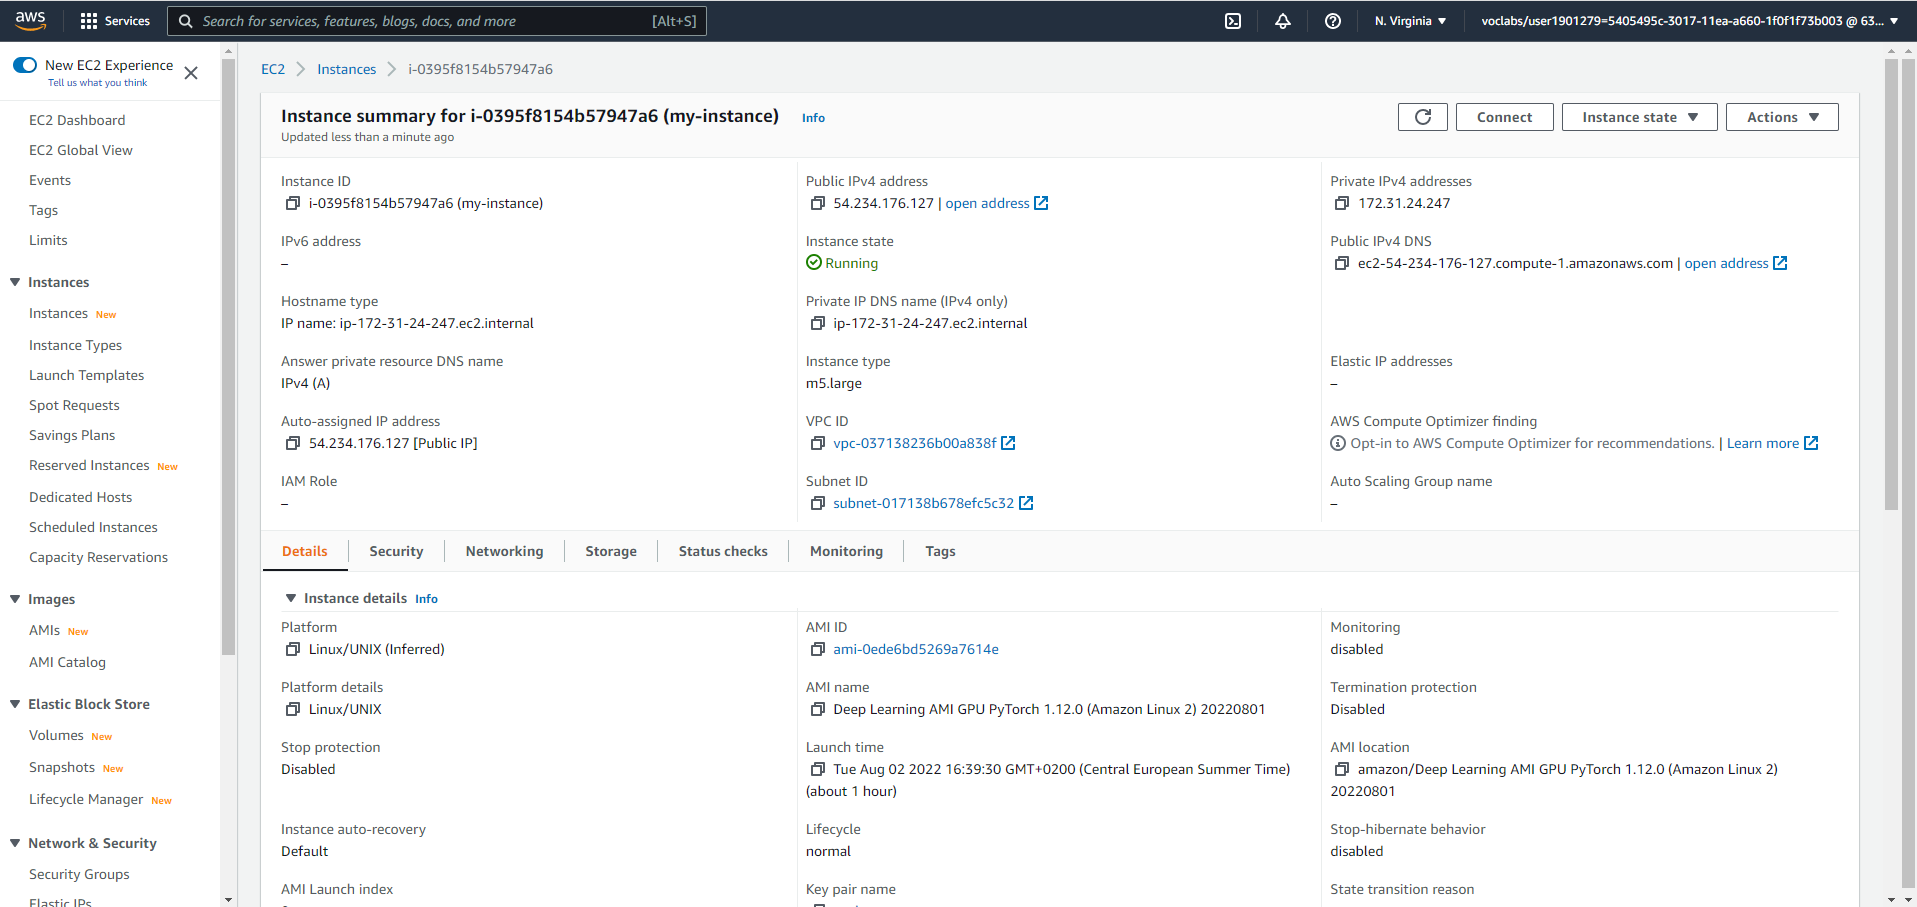 aws Services Search for services, features, blogs, docs, and more [Alt+S] N. Virginia voclabs/user1901279=5405495c-3017-11ea-a660-1f0f1f73b003 @ 63...
New EC2 Experience
Tell us what you think
EC2 Dashboard
EC2 Global View
Events
Tags
Limits
Instances
Instances New
Instance Types
Launch Templates
Spot Requests
Savings Plans
Reserved Instances New
Dedicated Hosts
Scheduled Instances
Capacity Reservations
Images
AMIs New
AMI Catalog
Elastic Block Store
Volumes New
Snapshots New
Lifecycle Manager New
Network & Security
Security Groups
Elastic IPs
EC2 Instances i-0395f8154b57947a6
Instance summary for i-0395f8154b57947a6 (my-instance) Info
Updated less than a minute ago
Connect Instance state Actions
Instance ID
i-0395f8154b57947a6 (my-instance)
Public IPv4 address
54.234.176.127 | open address
Private IPv4 addresses
172.31.24.247
IPv6 address
–
Instance state
Running
Public IPv4 DNS
ec2-54-234-176-127.compute-1.amazonaws.com | open address
Hostname type
IP name: ip-172-31-24-247.ec2.internal
Private IP DNS name (IPv4 only)
ip-172-31-24-247.ec2.internal
Answer private resource DNS name
IPv4 (A)
Instance type
m5.large
Elastic IP addresses
–
Auto-assigned IP address
54.234.176.127 [Public IP]
VPC ID
vpc-037138236b00a838f
AWS Compute Optimizer finding
Opt-in to AWS Compute Optimizer for recommendations. | Learn more
IAM Role
–
Subnet ID
subnet-017138b678efc5c32
Auto Scaling Group name
–
Details Security Networking Storage Status checks Monitoring Tags
Instance details Info
Platform
Linux/UNIX (Inferred)
AMI ID
ami-0ede6bd5269a7614e
Monitoring
disabled
Platform details
Linux/UNIX
AMI name
Deep Learning AMI GPU PyTorch 1.12.0 (Amazon Linux 2) 20220801
Termination protection
Disabled
Stop protection
Disabled
Launch time
Tue Aug 02 2022 16:39:30 GMT+0200 (Central European Summer Time)
(about 1 hour)
AMI location
amazon/Deep Learning AMI GPU PyTorch 1.12.0 (Amazon Linux 2)
20220801
Instance auto-recovery
Default
Lifecycle
normal
Stop-hibernate behavior
disabled
AMI Launch index
Key pair name
State transition reason